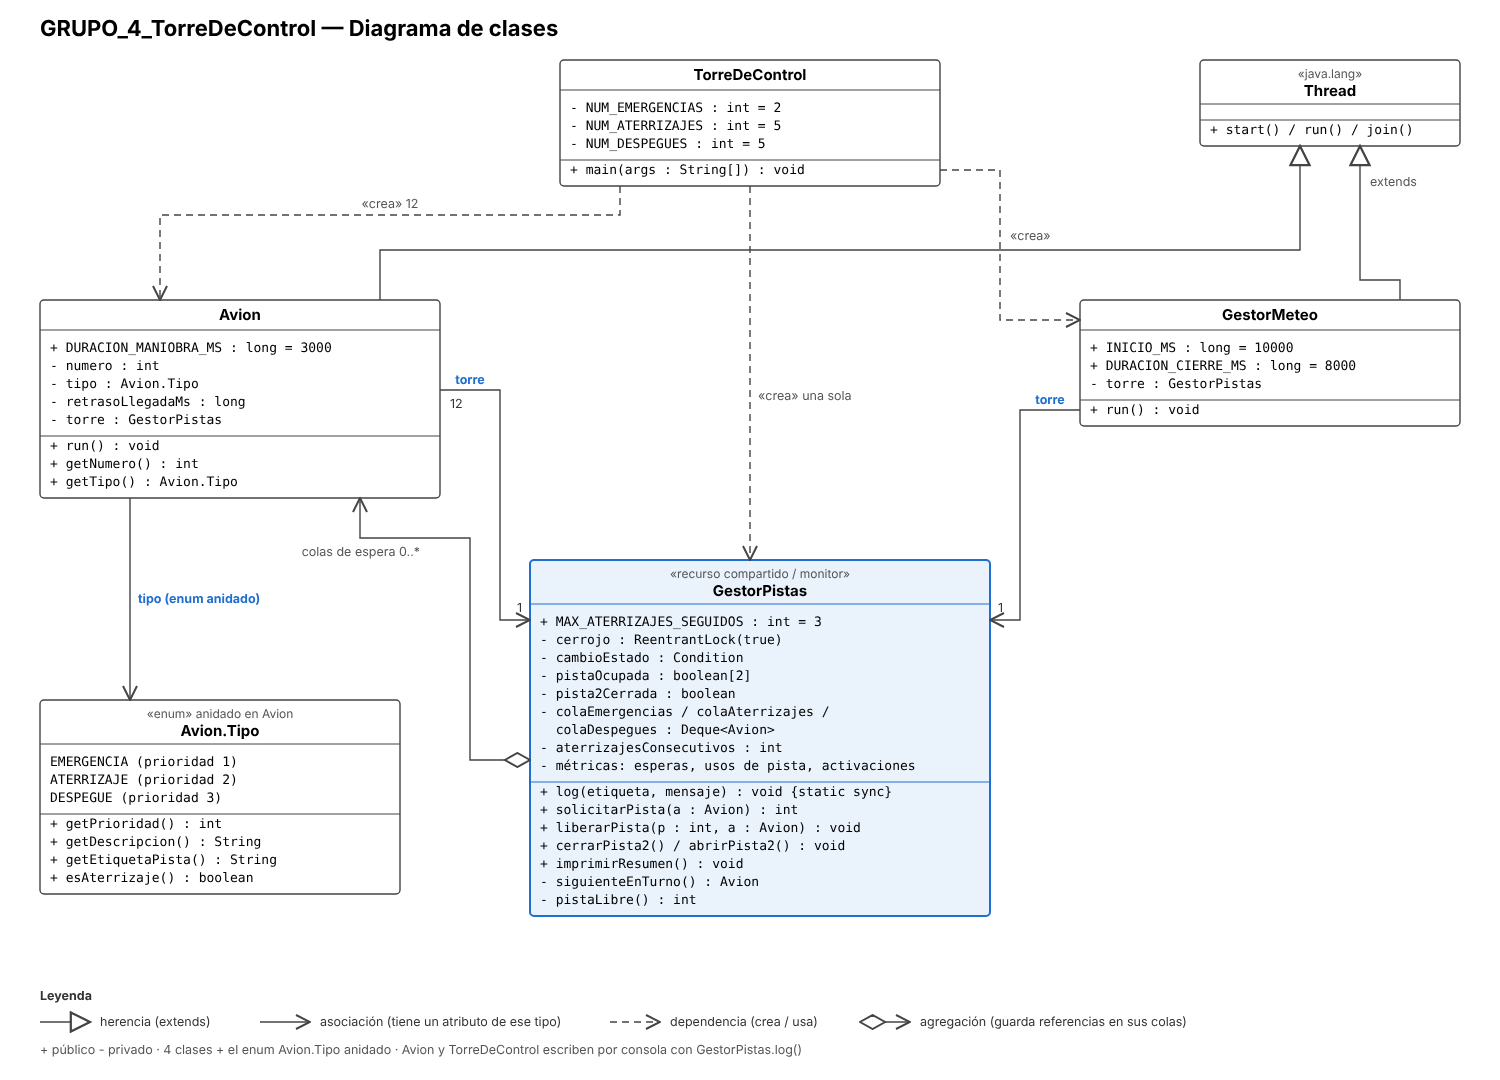 GRUPO_4_TorreDeControl — Diagrama de clases
TorreDeControl
- NUM_EMERGENCIAS : int = 2
- NUM_ATERRIZAJES : int = 5
- NUM_DESPEGUES : int = 5
+ main(args : String[]) : void
«java.lang»
Thread
+ start() / run() / join()
extends
«crea» 12
«crea»
Avion
+ DURACION_MANIOBRA_MS : long = 3000
- numero : int
- tipo : Avion.Tipo
- retrasoLlegadaMs : long
- torre : GestorPistas
+ run() : void
+ getNumero() : int
+ getTipo() : Avion.Tipo
torre
12
«crea» una sola
GestorMeteo
+ INICIO_MS : long = 10000
+ DURACION_CIERRE_MS : long = 8000
- torre : GestorPistas
+ run() : void
torre
colas de espera 0..*
tipo (enum anidado)
1
1
«recurso compartido / monitor»
GestorPistas
+ MAX_ATERRIZAJES_SEGUIDOS : int = 3
- cerrojo : ReentrantLock(true)
- cambioEstado : Condition
- pistaOcupada : boolean[2]
- pista2Cerrada : boolean
- colaEmergencias / colaAterrizajes /
colaDespegues : Deque<Avion>
- aterrizajesConsecutivos : int
- métricas: esperas, usos de pista, activaciones
+ log(etiqueta, mensaje) : void {static sync}
+ solicitarPista(a : Avion) : int
+ liberarPista(p : int, a : Avion) : void
+ cerrarPista2() / abrirPista2() : void
+ imprimirResumen() : void
- siguienteEnTurno() : Avion
- pistaLibre() : int
«enum» anidado en Avion
Avion.Tipo
EMERGENCIA (prioridad 1)
ATERRIZAJE (prioridad 2)
DESPEGUE (prioridad 3)
+ getPrioridad() : int
+ getDescripcion() : String
+ getEtiquetaPista() : String
+ esAterrizaje() : boolean
Leyenda
herencia (extends)
asociación (tiene un atributo de ese tipo)
dependencia (crea / usa)
agregación (guarda referencias en sus colas)
+ público - privado · 4 clases + el enum Avion.Tipo anidado · Avion y TorreDeControl escriben por consola con GestorPistas.log()